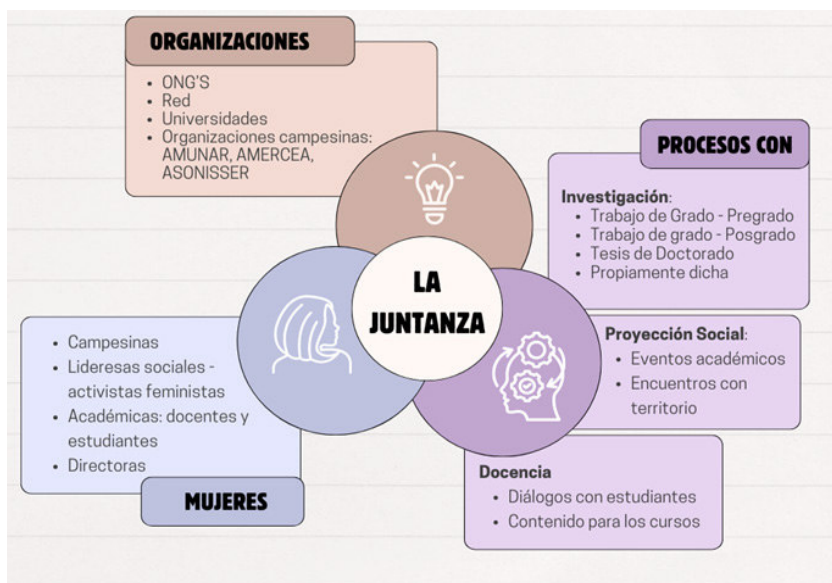 ORGANIZACIONES
• ONG'S
• Red
• Universidades
• Organizaciones campesinas:
AMUNAR, AMERCEA,
ASONISSER
PROCESOS CON
Investigación:
• Trabajo de Grado - Pregrado
• Trabajo de grado - Posgrado
• Tesis de Doctorado
• Propiamente dicha
LA
JUNTANZA
Proyección Social:
• Eventos académicos
• Encuentros con
territorio
• Campesinas
• Lideresas sociales -
activistas feministas
• Académicas: docentes y
estudiantes
• Directoras
MUJERES
Docencia
• Diálogos con estudiantes
• Contenido para los cursos